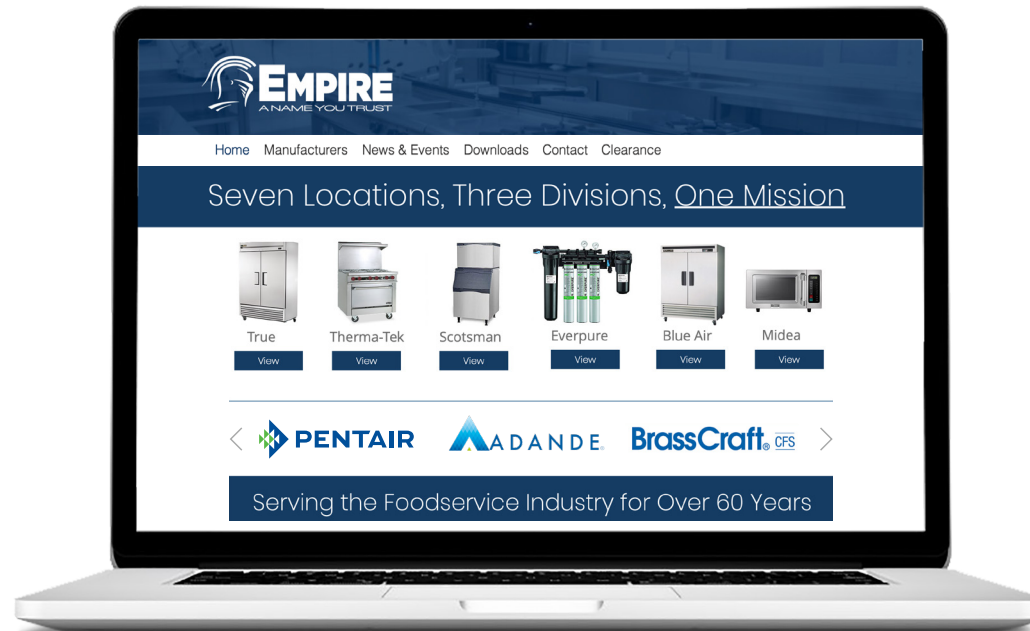 EMPIRE
A NAME YOU TRUST
Home Manufacturers News & Events Downloads Contact Clearance
Seven Locations, Three Divisions, One Mission
True Therma-Tek Scotsman Everpure Blue Air Midea
View View View View View View
PENTAIR ADANDE® BrassCraft® CFS
Serving the Foodservice Industry for Over 60 Years